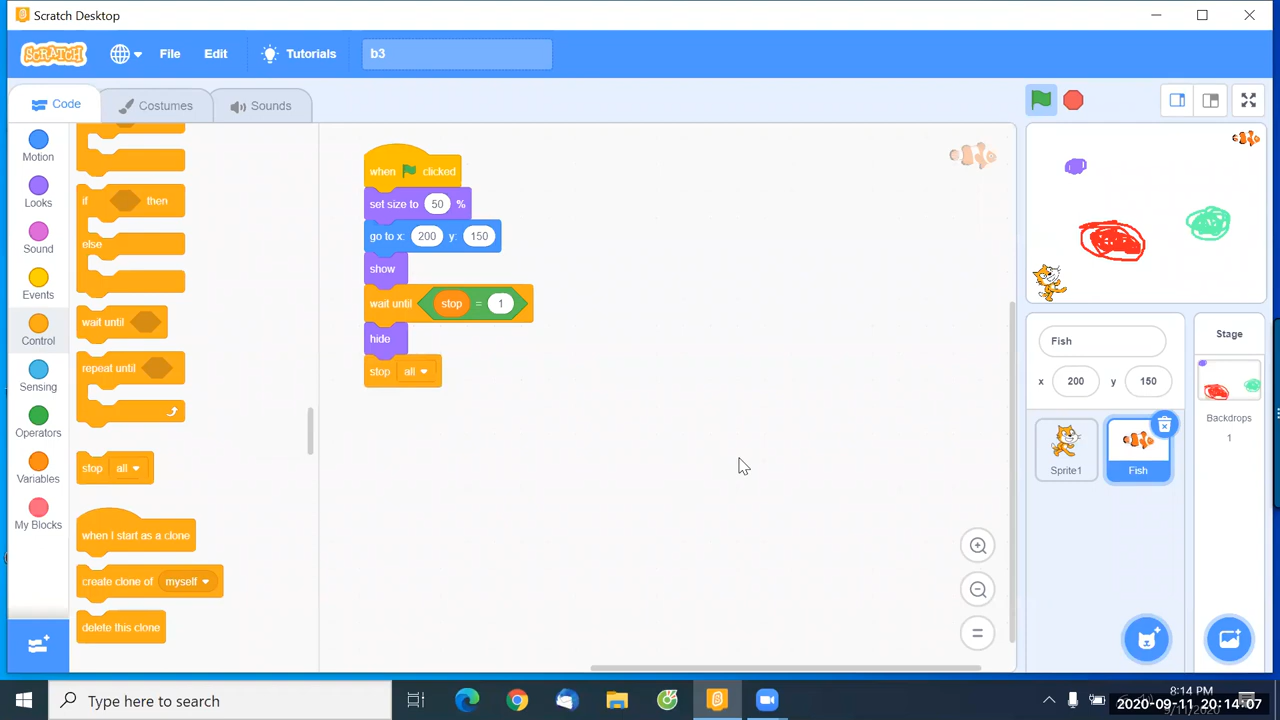 Scratch Desktop
SCRATCH File Edit Tutorials b3
Code Costumes Sounds
Motion
Looks
Sound
Events
Control
Sensing
Operators
Variables
My Blocks
if then
else
wait until
repeat until
stop all
when I start as a clone
create clone of myself
delete this clone
when clicked
set size to 50 %
go to x: 200 y: 150
show
wait until stop = 1
hide
stop all
Fish
x 200 y 150
Sprite1
Fish
Stage
Backdrops
1
Type here to search
8:14 PM
2020-09-11 20:14:07